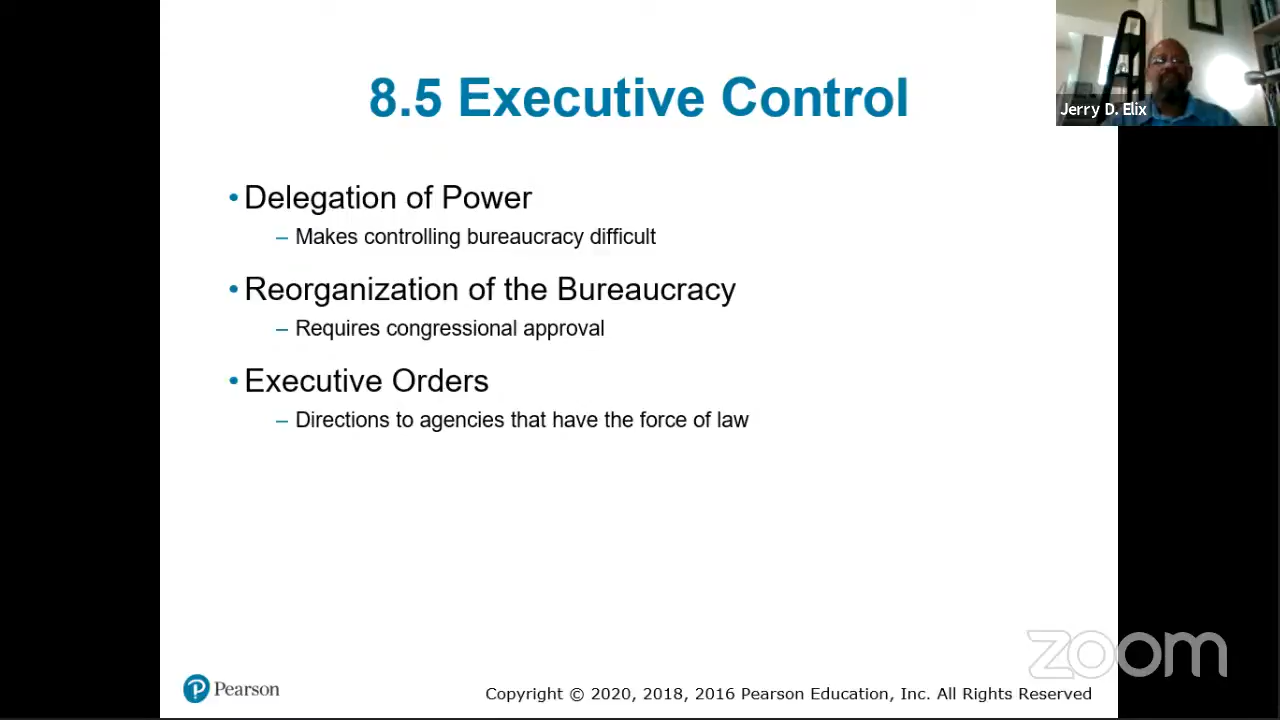 8.5 Executive Control
Jerry D. Elix
• Delegation of Power
– Makes controlling bureaucracy difficult
• Reorganization of the Bureaucracy
– Requires congressional approval
• Executive Orders
– Directions to agencies that have the force of law
zoom
P Pearson
Copyright © 2020, 2018, 2016 Pearson Education, Inc. All Rights Reserved